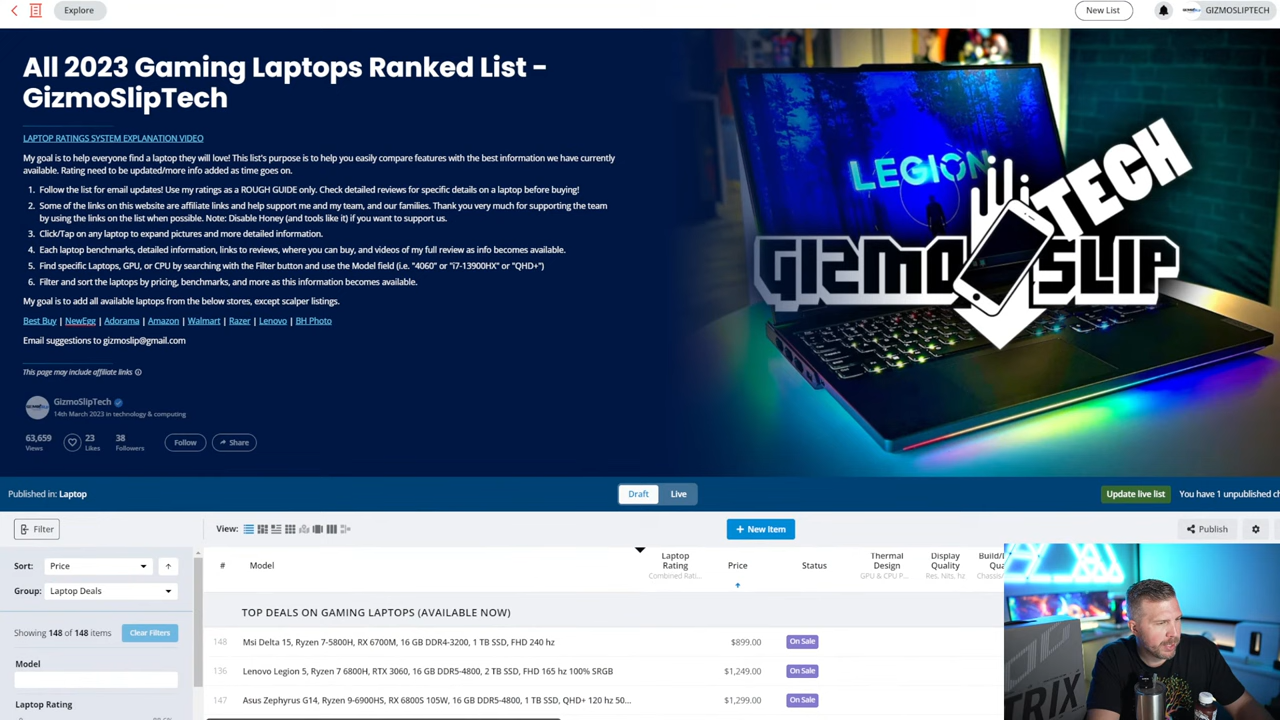 Explore
New List
GIZMOSLIPTECH
All 2023 Gaming Laptops Ranked List -
GizmoSlipTech
LAPTOP RATINGS SYSTEM EXPLANATION VIDEO
My goal is to help everyone find a laptop they will love! This list's purpose is to help you easily compare features with the best information we have currently
available. Rating need to be updated/more info added as time goes on.
1. Follow the list for email updates! Use my ratings as a ROUGH GUIDE only. Check detailed reviews for specific details on a laptop before buying!
2. Some of the links on this website are affiliate links and help support me and my team, and our families. Thank you very much for supporting the team
by using the links on the list when possible. Note: Disable Honey (and tools like it) if you want to support us.
3. Click/Tap on any laptop to expand pictures and more detailed information.
4. Each laptop benchmarks, detailed information, links to reviews, where you can buy, and videos of my full review as info becomes available.
5. Find specific Laptops, GPU, or CPU by searching with the Filter button and use the Model field (i.e. "4060" or "i7-13900HX" or "QHD+")
6. Filter and sort the laptops by pricing, benchmarks, and more as this information becomes available.
My goal is to add all available laptops from the below stores, except scalper listings.
Best Buy | NewEgg | Adorama | Amazon | Walmart | Razer | Lenovo | BH Photo
Email suggestions to gizmoslip@gmail.com
This page may include affiliate links
GizmoSlipTech
14th March 2023 in technology & computing
63,659 23 38
Views Likes Followers
Follow Share
LEGION
TECH
GIZMO SLIP
Published in: Laptop
Draft Live
Update live list You have 1 unpublished ch
Filter
View:
+ New Item
Publish
Sort: Price
Group: Laptop Deals
Showing 148 of 148 items Clear Filters
Model
Laptop Rating
# Model Laptop Rating Combined Rati... Price Status Thermal Design GPU & CPU P... Display Quality Res, Nits, hz Build/D Qua Chassis/
TOP DEALS ON GAMING LAPTOPS (AVAILABLE NOW)
148 Msi Delta 15, Ryzen 7-5800H, RX 6700M, 16 GB DDR4-3200, 1 TB SSD, FHD 240 hz $899.00 On Sale
136 Lenovo Legion 5, Ryzen 7 6800H, RTX 3060, 16 GB DDR5-4800, 2 TB SSD, FHD 165 hz 100% SRGB $1,249.00 On Sale
147 Asus Zephyrus G14, Ryzen 9-6900HS, RX 6800S 105W, 16 GB DDR5-4800, 1 TB SSD, QHD+ 120 hz 50... $1,299.00 On Sale
TRIX